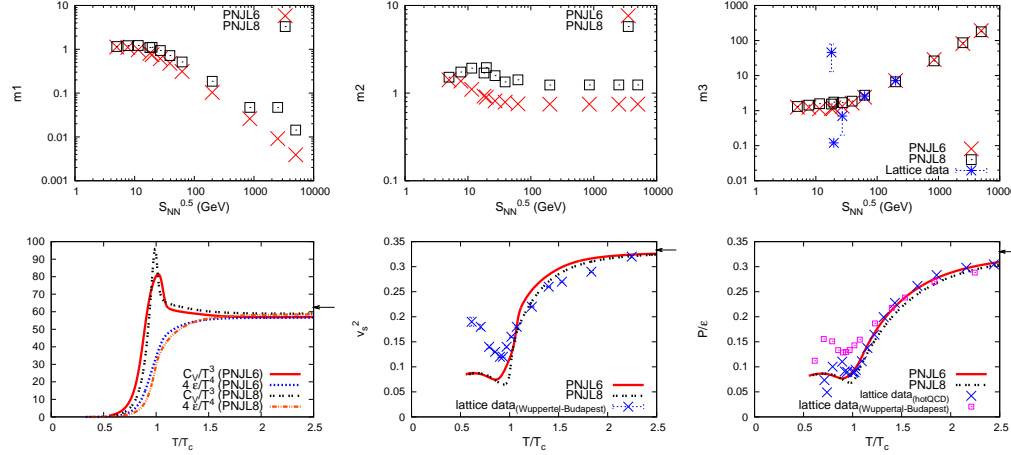 PNJL6
PNJL8
10
1
0.1
0.01
0.001
m1
1
10
100
1000
10000
S_NN^0.5 (GeV)
PNJL6
PNJL8
10
1
0.1
m2
1
10
100
1000
10000
S_NN^0.5 (GeV)
1000
100
10
1
0.1
0.01
m3
PNJL6
PNJL8
Lattice data
1
10
100
1000
10000
S_NN^0.5 (GeV)
100
90
80
70
60
50
40
30
20
10
0
C_V/T^3 (PNJL6)
4 ε/T^4 (PNJL6)
C_V/T^3 (PNJL8)
4 ε/T^4 (PNJL8)
0
0.5
1
1.5
2
2.5
T/T_c
0.35
0.3
0.25
0.2
0.15
0.1
0.05
0
v_s^2
PNJL6
PNJL8
lattice data(Wuppertel-Budapest)
0
0.5
1
1.5
2
2.5
T/T_c
0.35
0.3
0.25
0.2
0.15
0.1
0.05
0
P/ε
PNJL6
PNJL8
lattice data(hotQCD)
lattice data(Wuppertal-Budapest)
0
0.5
1
1.5
2
2.5
T/T_c